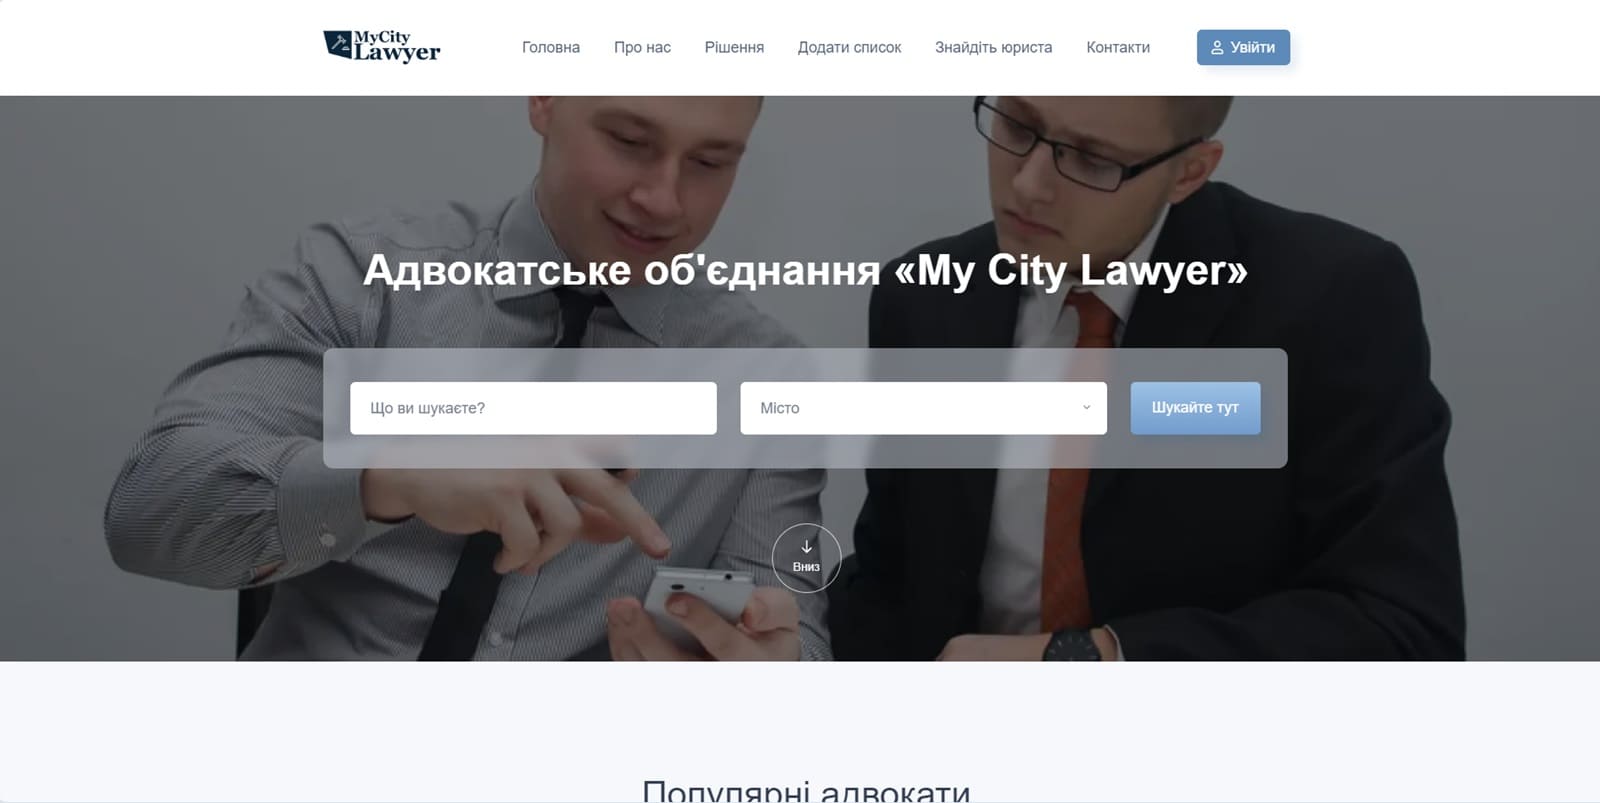 MyCity
Lawyer
Головна
Про нас
Рішення
Додати список
Знайдіть юриста
Контакти
Увійти
Адвокатське об'єднання «My City Lawyer»
Що ви шукаєте?
Місто
Шукайте тут
Вниз
Популярні адвокати